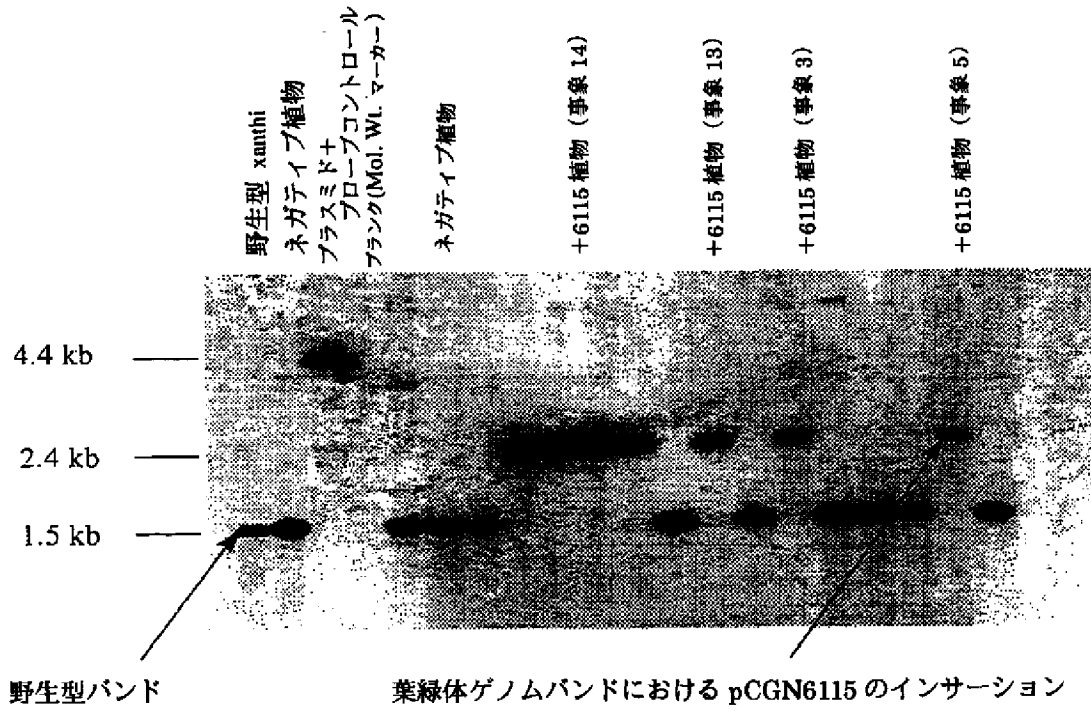 野生型 xanthi
ネガティブ植物
プラスミド+
プローブコントロール
ブランク(Mol. Wt. マーカー)
ネガティブ植物
+6115 植物（事象 14）
+6115 植物（事象 13）
+6115 植物（事象 3）
+6115 植物（事象 5）
4.4 kb
2.4 kb
1.5 kb
野生型バンド
葉緑体ゲノムバンドにおける pCGN6115 のインサーション